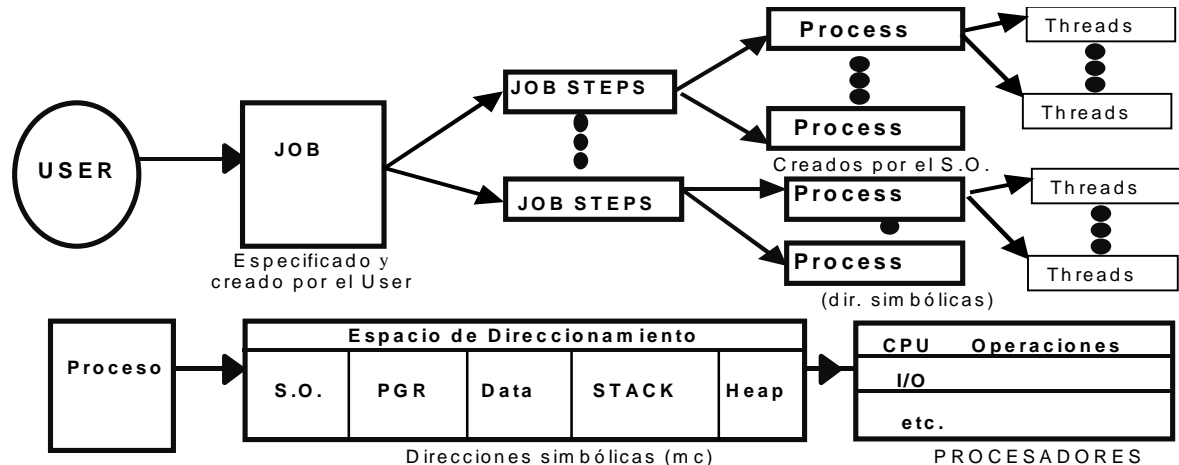 Process
Threads
Threads
JOB STEPS
Process
Creados por el S.O.
USER
JOB
Especificado y
creado por el User
JOB STEPS
Process
Threads
Process
Threads
(dir. simbólicas)
Proceso
Espacio de Direccionamiento
S.O.
PGR
Data
STACK
Heap
Direcciones simbólicas (mc)
CPU Operaciones
I/O
etc.
PROCESADORES